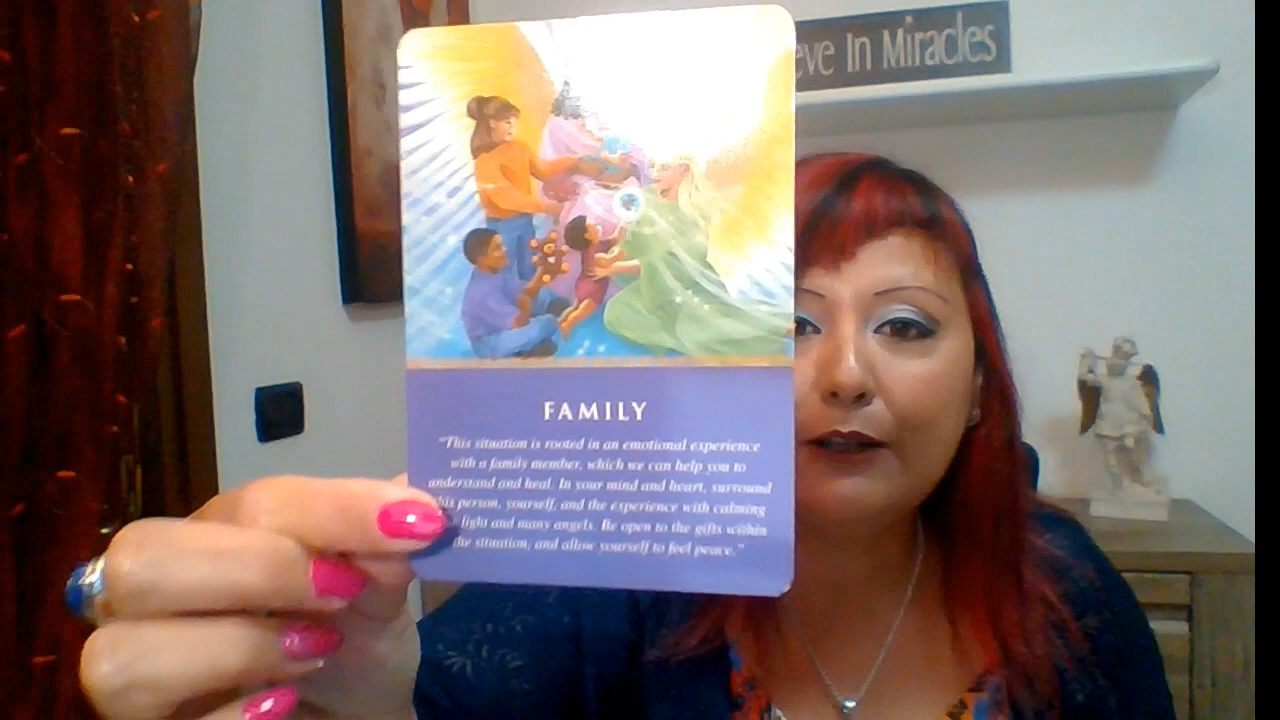 eve In Miracles
FAMILY
"This situation is rooted in an emotional experience
with a family member, which we can help you to
understand and heal. In your mind and heart, surround
this person, yourself, and the experience with calming
light and many angels. Be open to the gifts within
the situation, and allow yourself to feel peace."